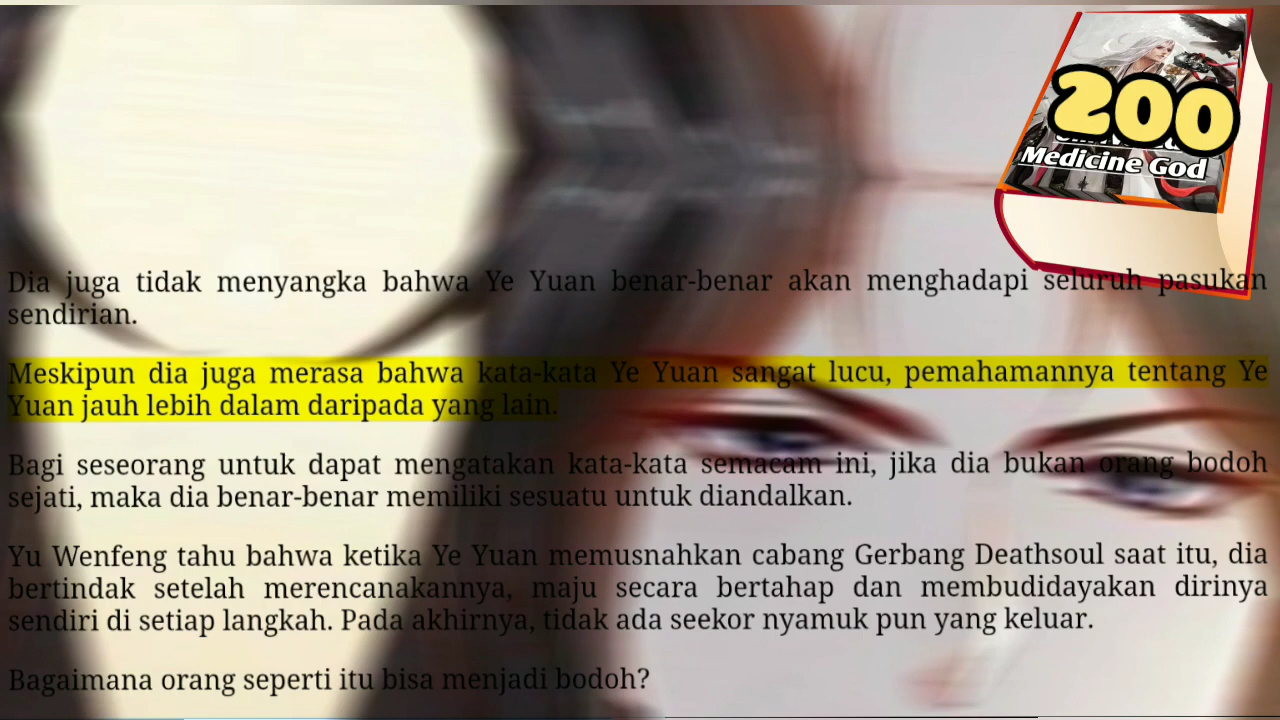 200
Medicine God
Dia juga tidak menyangka bahwa Ye Yuan benar-benar akan menghadapi seluruh pasukan
sendirian.
Meskipun dia juga merasa bahwa kata-kata Ye Yuan sangat lucu, pemahamannya tentang Ye
Yuan jauh lebih dalam daripada yang lain.
Bagi seseorang untuk dapat mengatakan kata-kata semacam ini, jika dia bukan orang bodoh
sejati, maka dia benar-benar memiliki sesuatu untuk diandalkan.
Yu Wenfeng tahu bahwa ketika Ye Yuan memusnahkan cabang Gerbang Deathsoul saat itu, dia
bertindak setelah merencanakannya, maju secara bertahap dan membudidayakan dirinya
sendiri di setiap langkah. Pada akhirnya, tidak ada seekor nyamuk pun yang keluar.
Bagaimana orang seperti itu bisa menjadi bodoh?